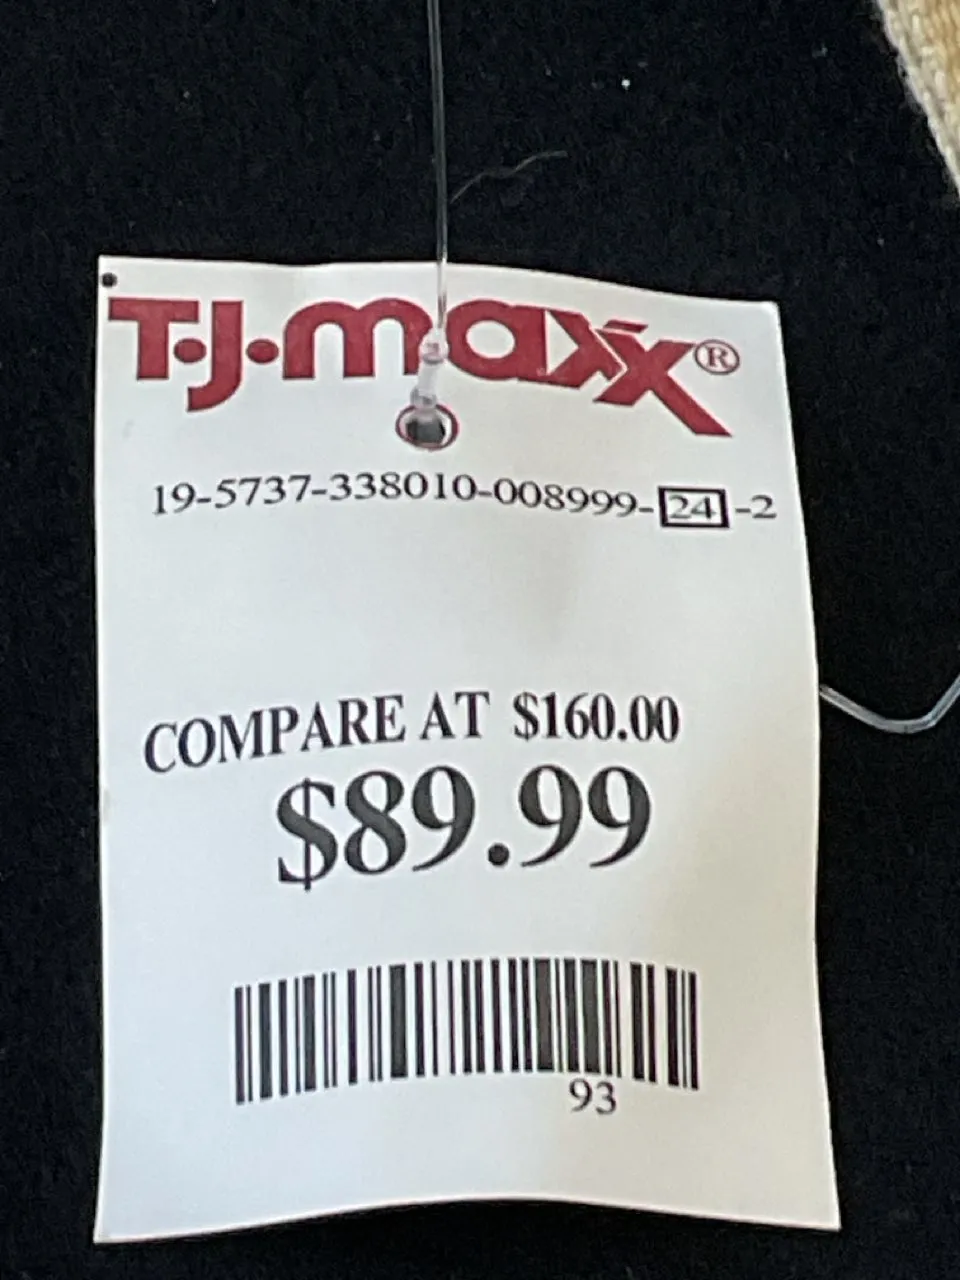 T.J.maxx®
19-5737-338010-008999-24-2
COMPARE AT $160.00
$89.99
93